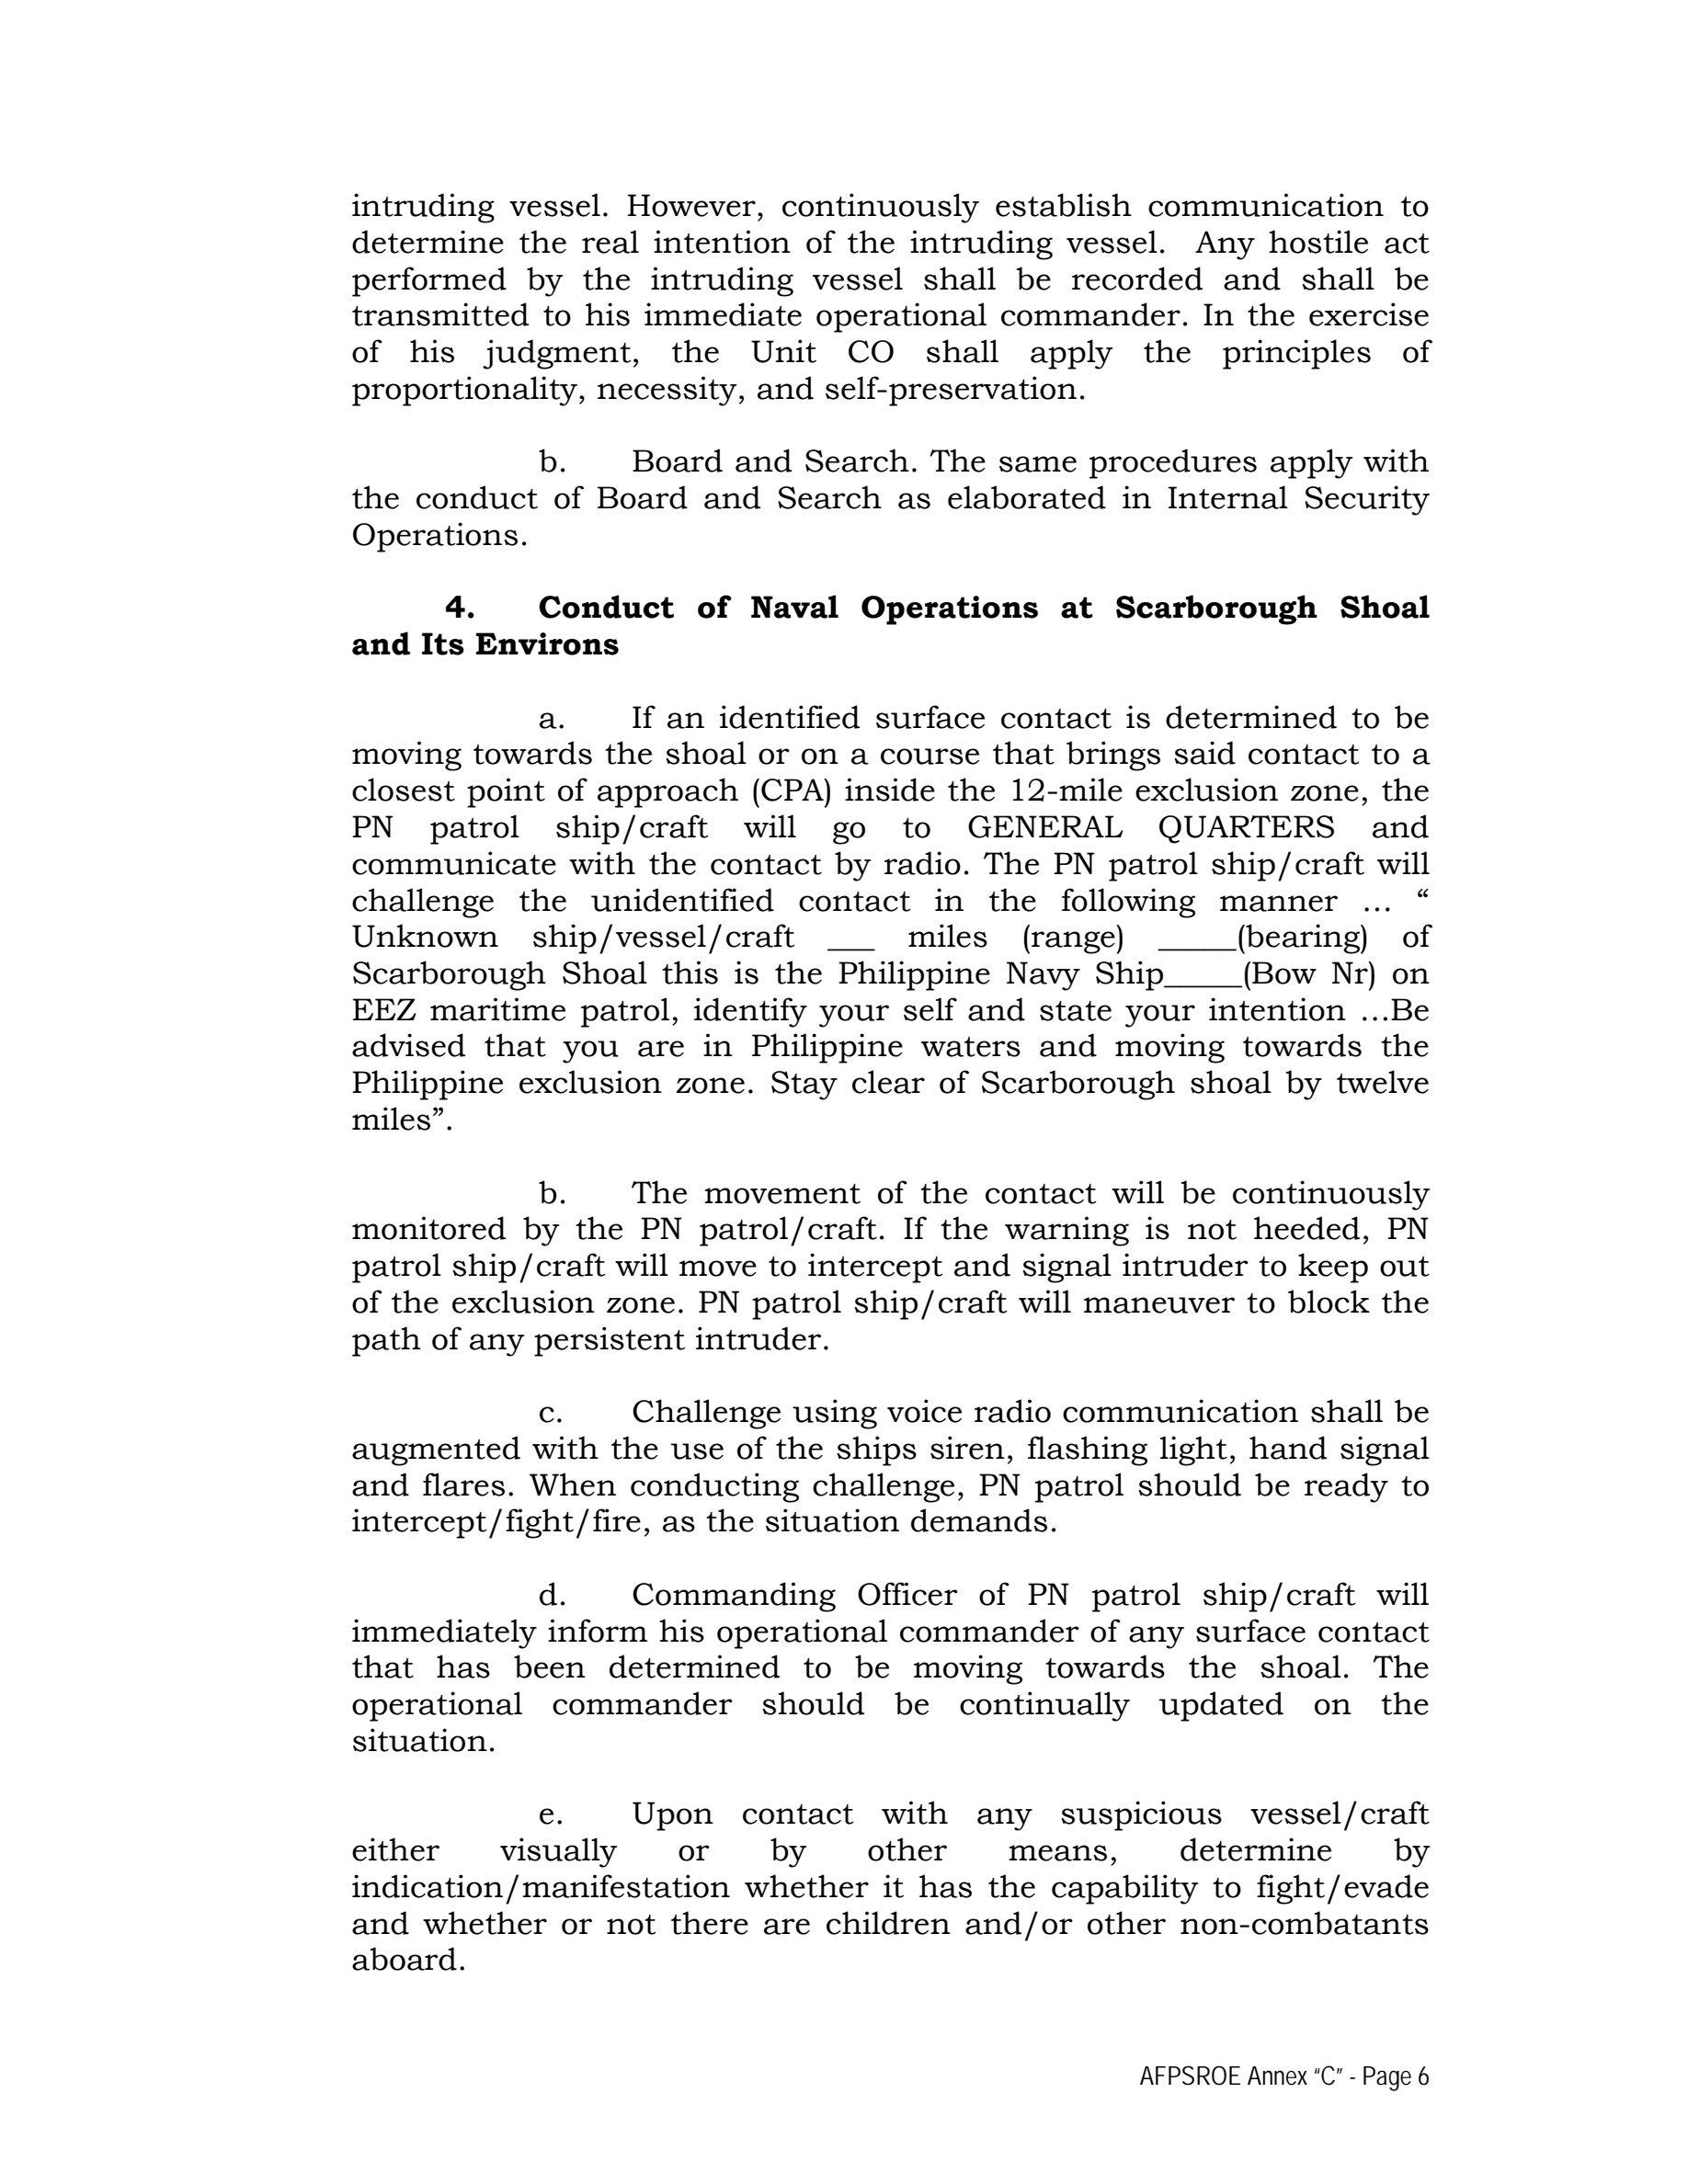 intruding vessel. However, continuously establish communication to
determine the real intention of the intruding vessel.  Any hostile act
performed by the intruding vessel shall be recorded and shall be
transmitted to his immediate operational commander. In the exercise
of his judgment, the Unit CO shall apply the principles of
proportionality, necessity, and self-preservation.
b. Board and Search. The same procedures apply with
the conduct of Board and Search as elaborated in Internal Security
Operations.
4. Conduct of Naval Operations at Scarborough Shoal
and Its Environs
a. If an identified surface contact is determined to be
moving towards the shoal or on a course that brings said contact to a
closest point of approach (CPA) inside the 12-mile exclusion zone, the
PN patrol ship/craft will go to GENERAL QUARTERS and
communicate with the contact by radio. The PN patrol ship/craft will
challenge the unidentified contact in the following manner … “
Unknown ship/vessel/craft ___ miles (range) _____(bearing) of
Scarborough Shoal this is the Philippine Navy Ship_____(Bow Nr) on
EEZ maritime patrol, identify your self and state your intention …Be
advised that you are in Philippine waters and moving towards the
Philippine exclusion zone. Stay clear of Scarborough shoal by twelve
miles”.
b. The movement of the contact will be continuously
monitored by the PN patrol/craft. If the warning is not heeded, PN
patrol ship/craft will move to intercept and signal intruder to keep out
of the exclusion zone. PN patrol ship/craft will maneuver to block the
path of any persistent intruder.
c. Challenge using voice radio communication shall be
augmented with the use of the ships siren, flashing light, hand signal
and flares. When conducting challenge, PN patrol should be ready to
intercept/fight/fire, as the situation demands.
d. Commanding Officer of PN patrol ship/craft will
immediately inform his operational commander of any surface contact
that has been determined to be moving towards the shoal. The
operational commander should be continually updated on the
situation.
e. Upon contact with any suspicious vessel/craft
either visually or by other means, determine by
indication/manifestation whether it has the capability to fight/evade
and whether or not there are children and/or other non-combatants
aboard.
AFPSROE Annex “C” - Page 6